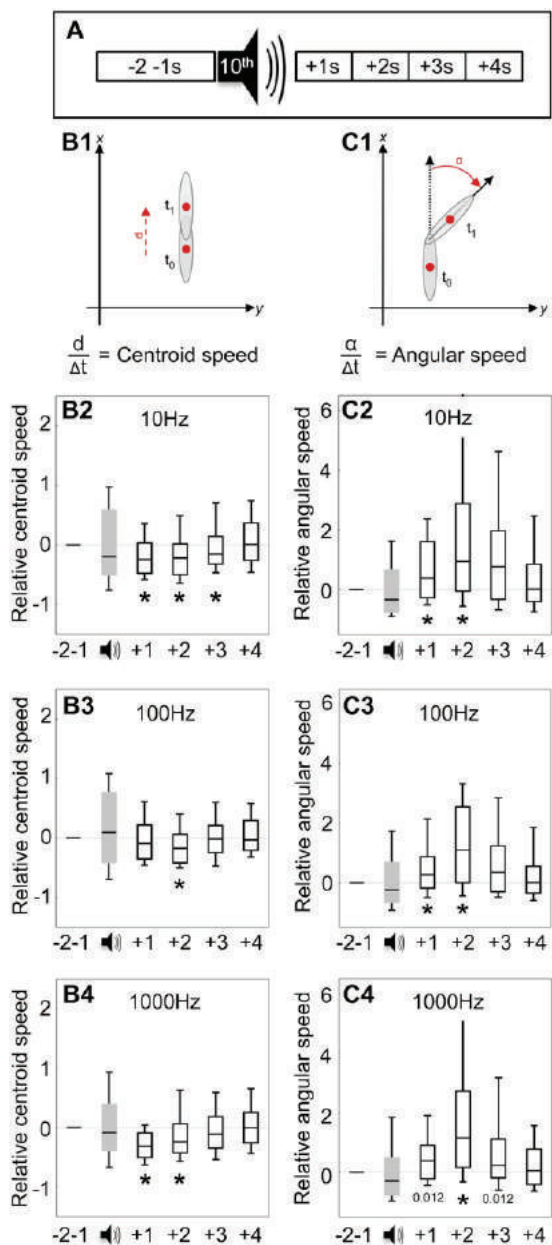 A
-2 -1s 10th +1s +2s +3s +4s
B1 C1
x x
t1 t1
d α
t0 t0
y y
d/Δt = Centroid speed
α/Δt = Angular speed
B2 10Hz
Relative centroid speed
2
1
0
-1
-2-1 +1 +2 +3 +4
* * *
C2 10Hz
Relative angular speed
6
4
2
0
* *
-2-1 +1 +2 +3 +4
B3 100Hz
Relative centroid speed
2
1
0
-1
*
-2-1 +1 +2 +3 +4
C3 100Hz
Relative angular speed
6
4
2
0
* *
-2-1 +1 +2 +3 +4
B4 1000Hz
Relative centroid speed
2
1
0
-1
* *
-2-1 +1 +2 +3 +4
C4 1000Hz
Relative angular speed
6
4
2
0
0.012 * 0.012
-2-1 +1 +2 +3 +4